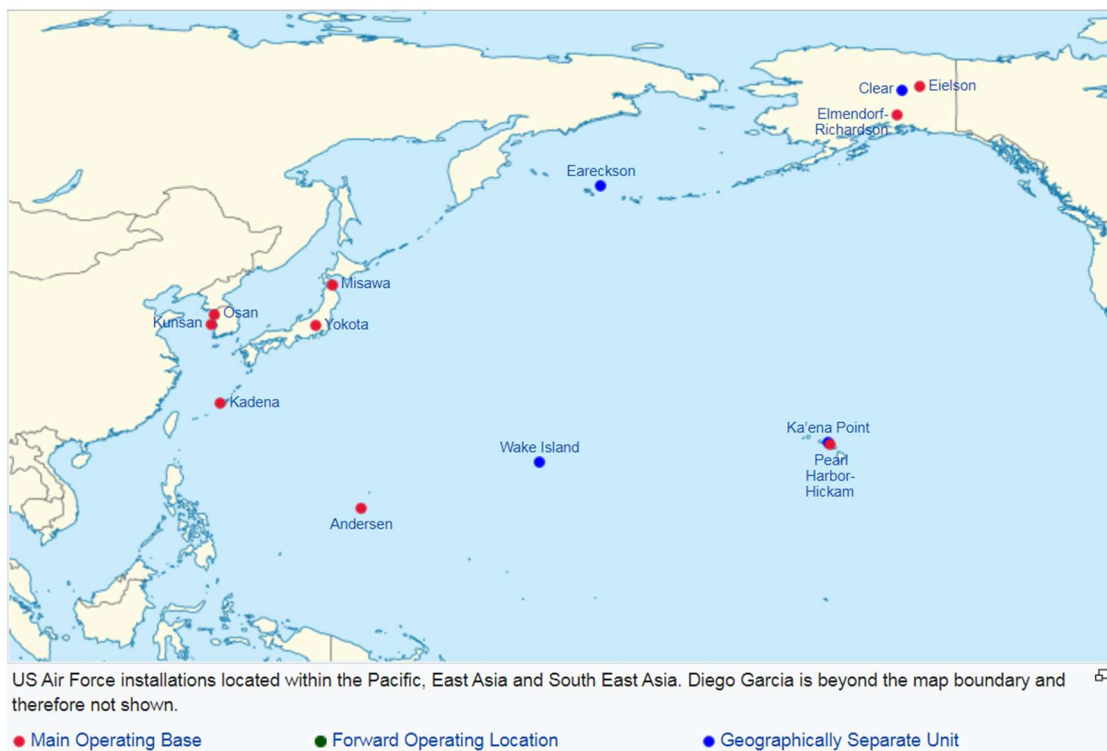 Clear
Eielson
Elmendorf-
Richardson
Eareckson
Misawa
Osan
Kunsan
Yokota
Kadena
Ka'ena Point
Wake Island
Pearl
Harbor-
Hickam
Andersen
US Air Force installations located within the Pacific, East Asia and South East Asia. Diego Garcia is beyond the map boundary and
therefore not shown.
Main Operating Base
Forward Operating Location
Geographically Separate Unit